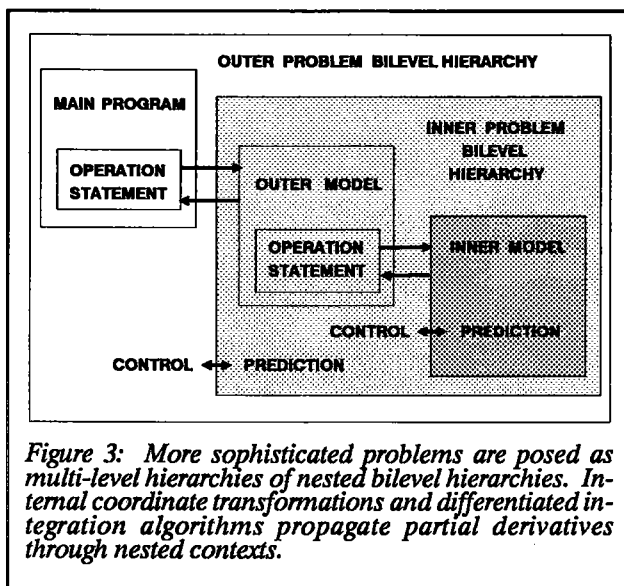 OUTER PROBLEM BILEVEL HIERARCHY
MAIN PROGRAM
OPERATION
STATEMENT
INNER PROBLEM
BILEVEL
HIERARCHY
OUTER MODEL
OPERATION
STATEMENT
INNER MODEL
CONTROL PREDICTION
CONTROL PREDICTION
Figure 3: More sophisticated problems are posed as
multi-level hierarchies of nested bilevel hierarchies. In-
ternal coordinate transformations and differentiated in-
tegration algorithms propagate partial derivatives
through nested contexts.